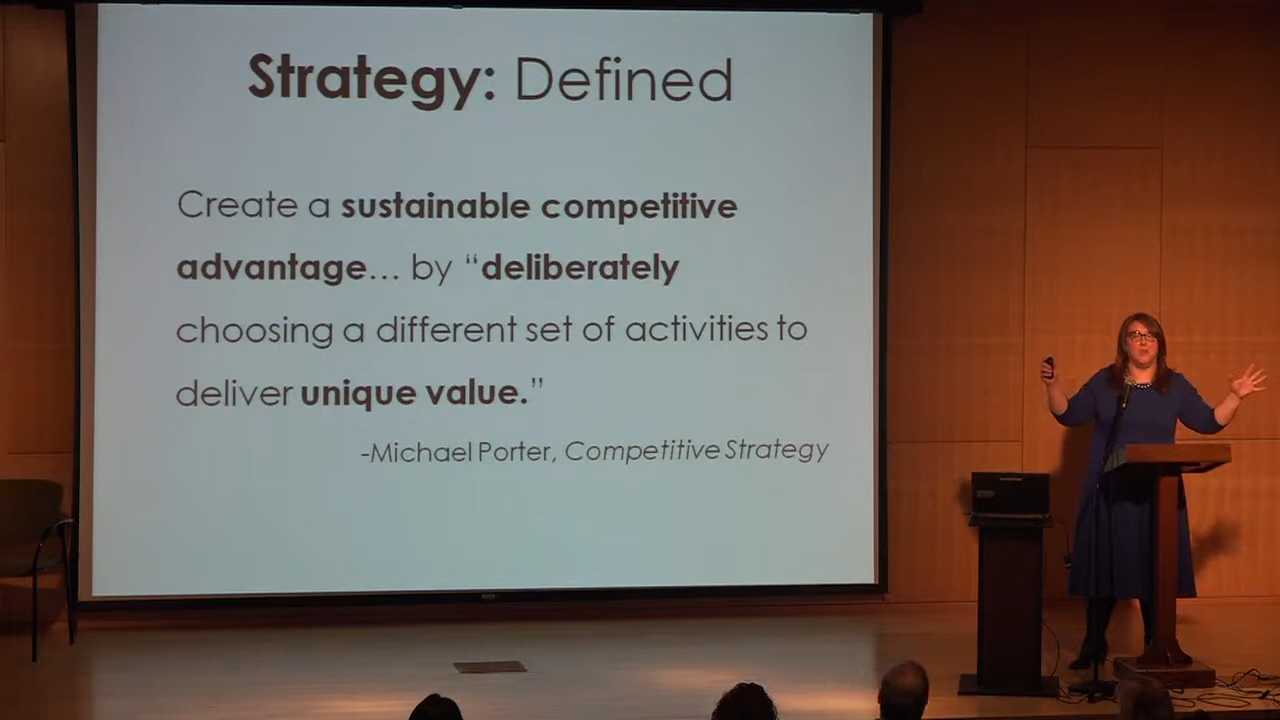 Strategy: Defined
Create a sustainable competitive
advantage... by “deliberately
choosing a different set of activities to
deliver unique value.”
-Michael Porter, Competitive Strategy